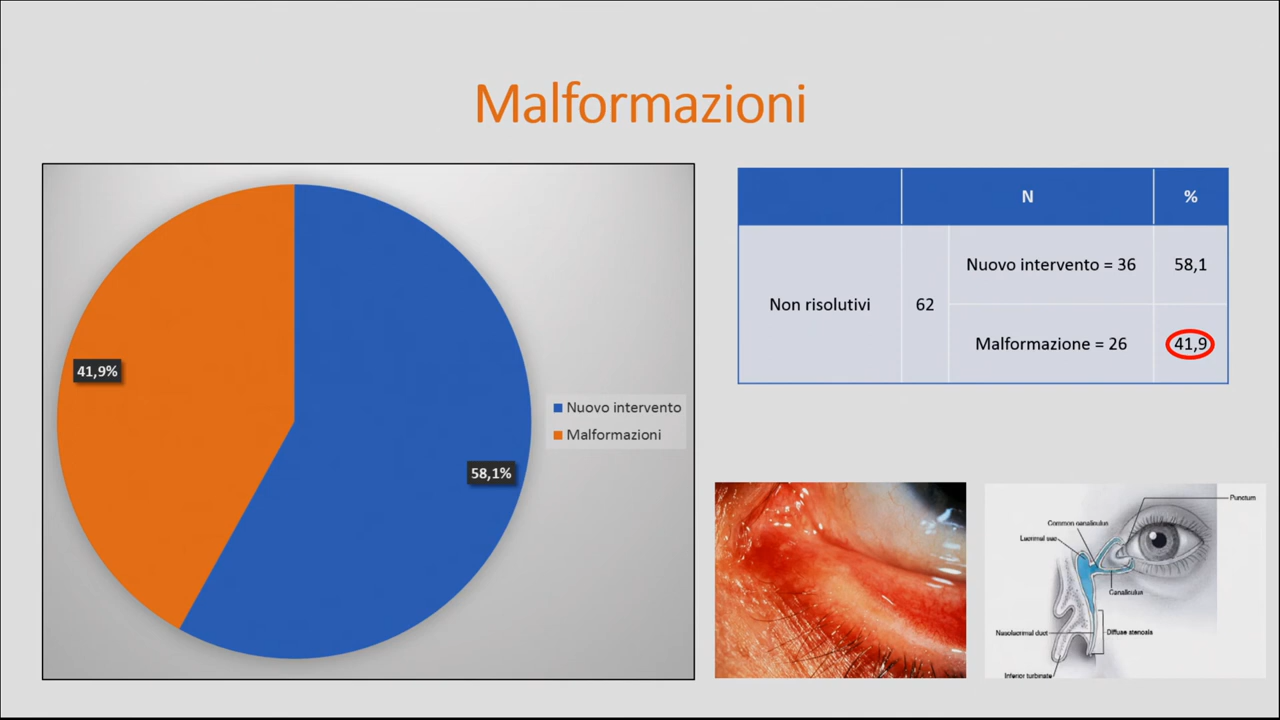 Malformazioni
41,9%
58,1%
Nuovo intervento
Malformazioni
N
%
Non risolutivi
62
Nuovo intervento = 36
58,1
Malformazione = 26
41,9
Punctum
Common canaliculus
Lacrimal sac
Canaliculus
Nasolacrimal duct
Diffuse stenosis
Inferior turbinate